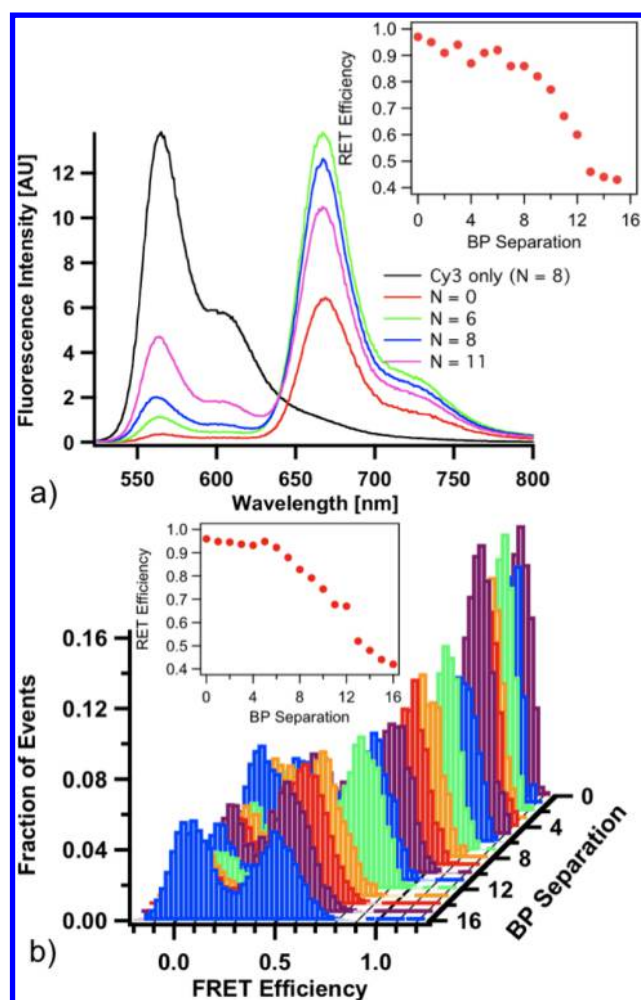 1.0
0.9
0.8
0.7
0.6
0.5
0.4
RET Efficiency
0 4 8 12 16
BP Separation
12
10
8
6
4
2
0
Fluorescence Intensity [AU]
Cy3 only (N = 8)
N = 0
N = 6
N = 8
N = 11
550 600 650 700 750 800
Wavelength [nm]
a)
1.0
0.9
0.8
0.7
0.6
0.5
0.4
RET Efficiency
0 4 8 12 16
BP Separation
0.16
0.12
0.08
0.04
0.00
Fraction of Events
0
4
8
12
16
BP Separation
0.0 0.5 1.0
FRET Efficiency
b)